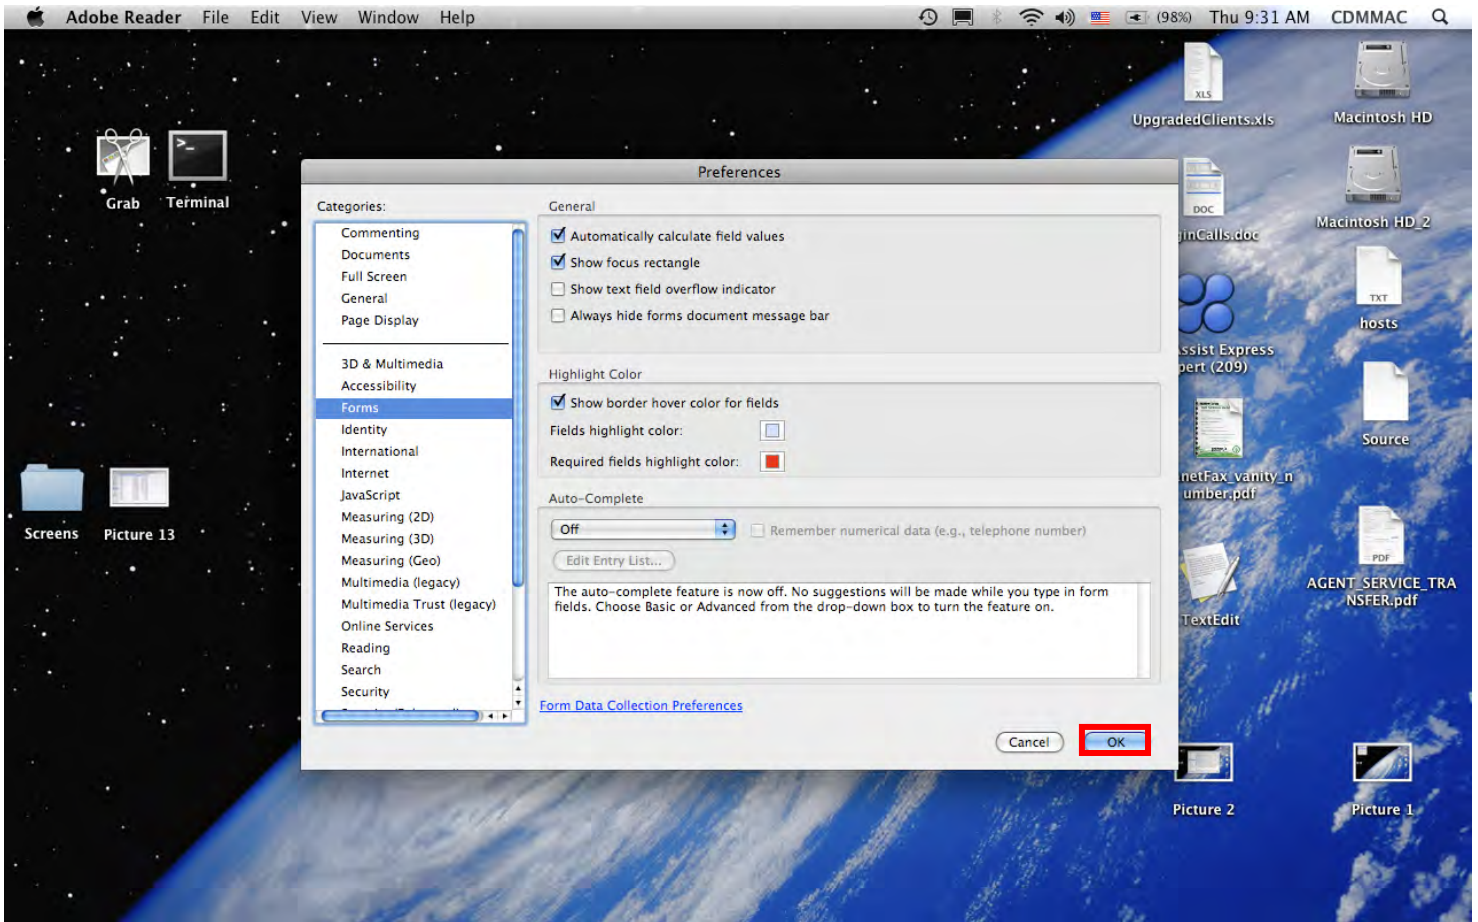 Adobe Reader File Edit View Window Help
(98%) Thu 9:31 AM CDMMAC
XLS
UpgradedClients.xls
Macintosh HD
Grab
Terminal
DOC
ginCalls.doc
Macintosh HD_2
TXT
hosts
ssist Express
pert (209)
Source
netFax_vanity_n
umber.pdf
PDF
AGENT_SERVICE_TRA
NSFER.pdf
TextEdit
Screens
Picture 13
Picture 2
Picture 1
Preferences
Categories:
Commenting
Documents
Full Screen
General
Page Display
3D & Multimedia
Accessibility
Forms
Identity
International
Internet
JavaScript
Measuring (2D)
Measuring (3D)
Measuring (Geo)
Multimedia (legacy)
Multimedia Trust (legacy)
Online Services
Reading
Search
Security
General
Automatically calculate field values
Show focus rectangle
Show text field overflow indicator
Always hide forms document message bar
Highlight Color
Show border hover color for fields
Fields highlight color:
Required fields highlight color:
Auto-Complete
Off
Remember numerical data (e.g., telephone number)
Edit Entry List...
The auto-complete feature is now off. No suggestions will be made while you type in form
fields. Choose Basic or Advanced from the drop-down box to turn the feature on.
Form Data Collection Preferences
Cancel
OK